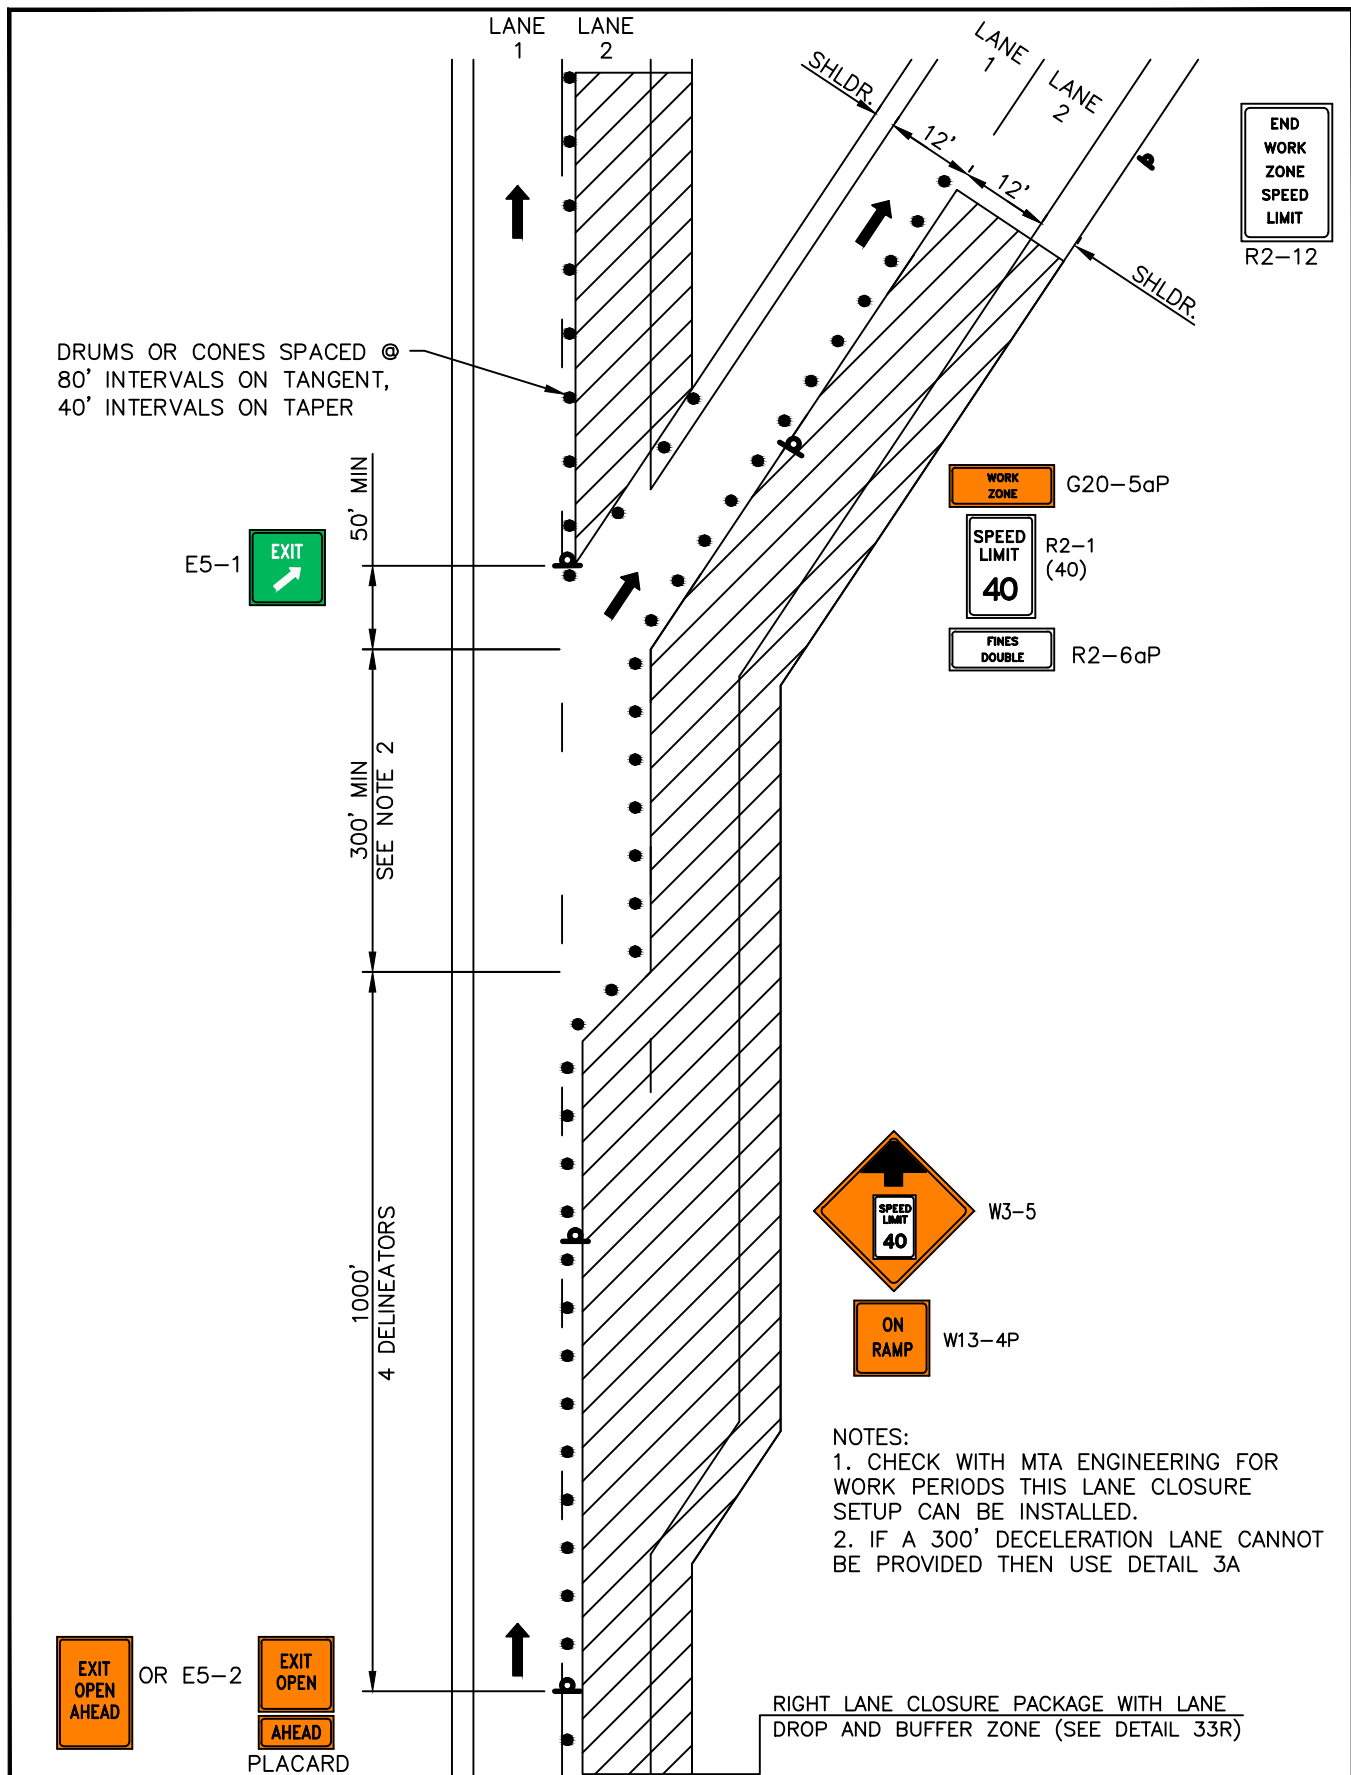 LANE
1
LANE
2
LANE
1
LANE
2
SHLDR.
12'
12'
SHLDR.
END
WORK
ZONE
SPEED
LIMIT
R2-12
DRUMS OR CONES SPACED @
80' INTERVALS ON TANGENT,
40' INTERVALS ON TAPER
50' MIN
E5-1
EXIT
WORK
ZONE
G20-5aP
SPEED
LIMIT
40
R2-1
(40)
FINES
DOUBLE
R2-6aP
300' MIN
SEE NOTE 2
1000'
4 DELINEATORS
SPEED
LIMIT
40
W3-5
ON
RAMP
W13-4P
NOTES:
1. CHECK WITH MTA ENGINEERING FOR
WORK PERIODS THIS LANE CLOSURE
SETUP CAN BE INSTALLED.
2. IF A 300' DECELERATION LANE CANNOT
BE PROVIDED THEN USE DETAIL 3A
EXIT
OPEN
AHEAD
OR E5-2
EXIT
OPEN
AHEAD
PLACARD
RIGHT LANE CLOSURE PACKAGE WITH LANE
DROP AND BUFFER ZONE (SEE DETAIL 33R)